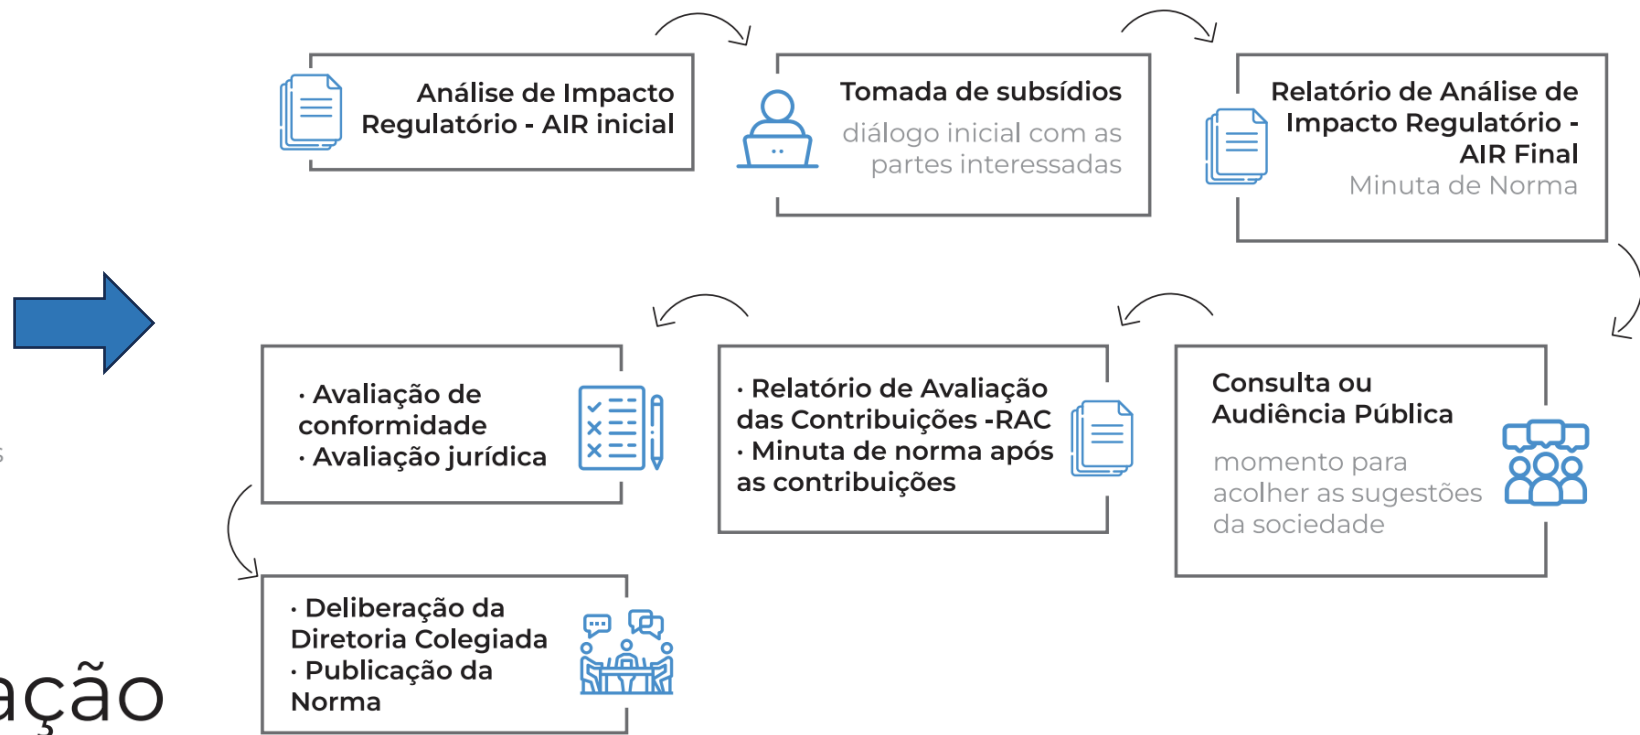 Análise de Impacto
Regulatório - AIR inicial
Tomada de subsídios
diálogo inicial com as
partes interessadas
Relatório de Análise de
Impacto Regulatório -
AIR Final
Minuta de Norma
Consulta ou
Audiência Pública
momento para
acolher as sugestões
da sociedade
· Relatório de Avaliação
das Contribuições -RAC
· Minuta de norma após
as contribuições
· Avaliação de
conformidade
· Avaliação jurídica
· Deliberação da
Diretoria Colegiada
· Publicação da
Norma